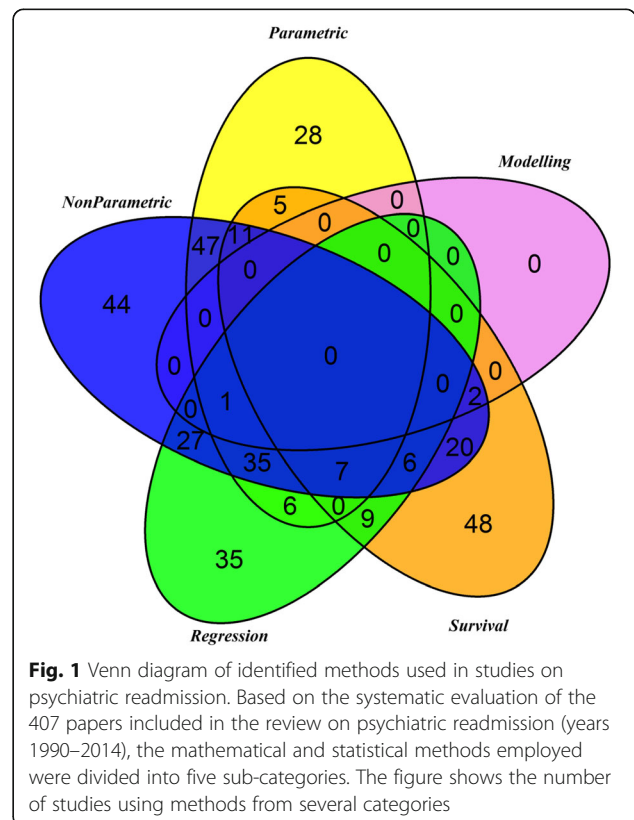 Parametric
28
Modelling
NonParametric
5
0
0
47
11
0
0
0
0
44
0
0
0
0
0
0
0
2
0
1
27
20
35
7
6
6
0
9
35
48
Regression
Survival
Fig. 1 Venn diagram of identified methods used in studies on
psychiatric readmission. Based on the systematic evaluation of the
407 papers included in the review on psychiatric readmission (years
1990–2014), the mathematical and statistical methods employed
were divided into five sub-categories. The figure shows the number
of studies using methods from several categories